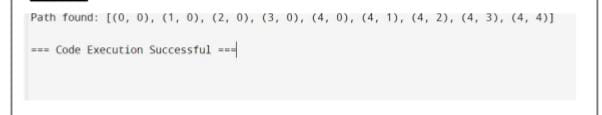 Path found: [(0, 0), (1, 0), (2, 0), (3, 0), (4, 0), (4, 1), (4, 2), (4, 3), (4, 4)]
=== Code Execution Successful ===